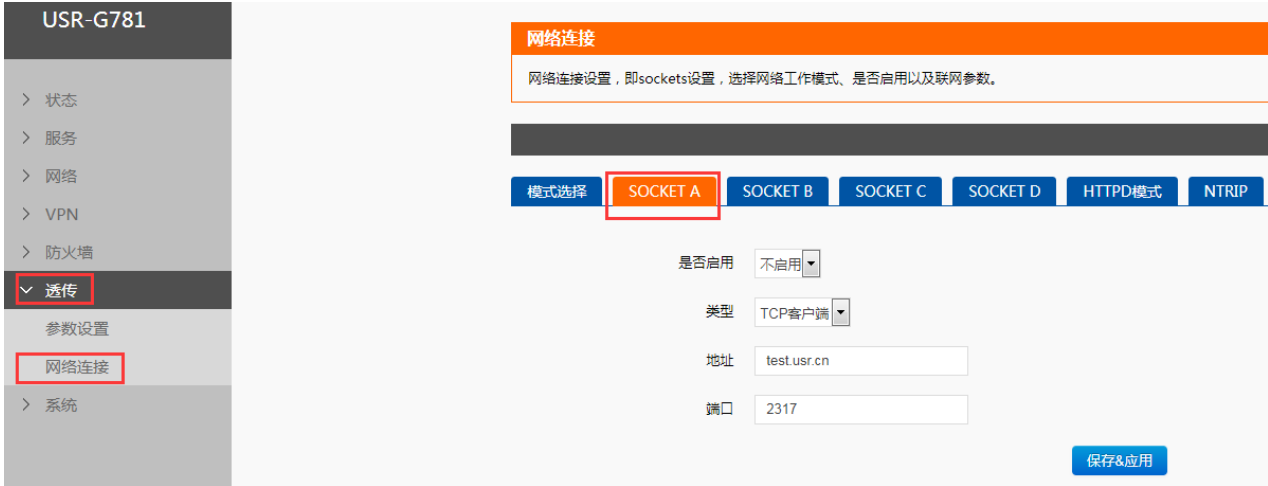 USR-G781
状态
服务
网络
VPN
防火墙
透传
参数设置
网络连接
系统
网络连接
网络连接设置，即sockets设置，选择网络工作模式、是否启用以及联网参数。
模式选择 SOCKET A SOCKET B SOCKET C SOCKET D HTTPD模式 NTRIP
是否启用 不启用
类型 TCP客户端
地址 test.usr.cn
端口 2317
保存&应用